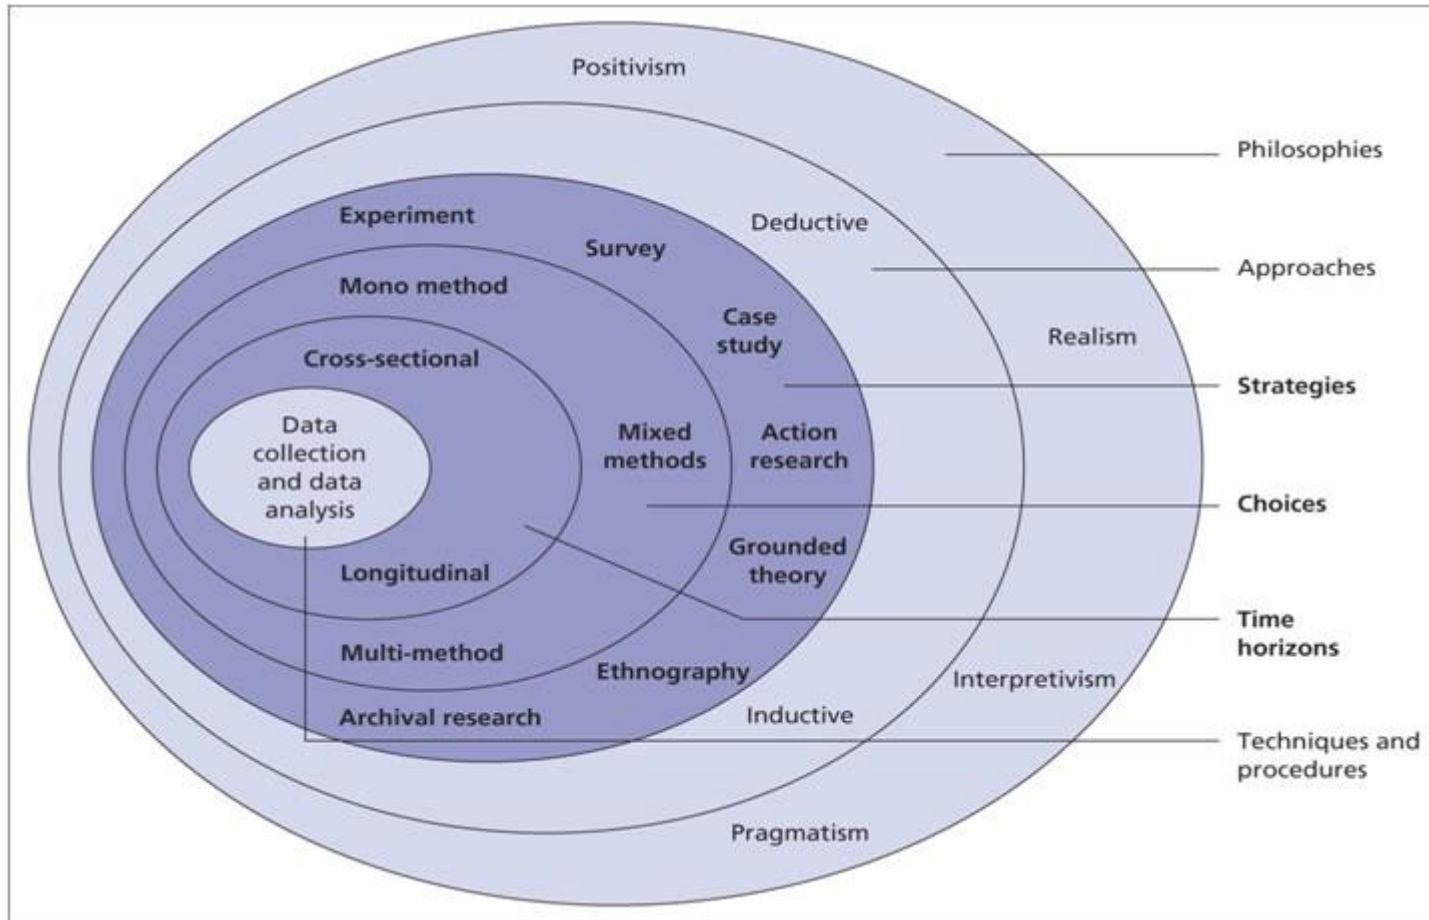 Positivism
Philosophies
Experiment
Deductive
Survey
Approaches
Mono method
Case
study
Realism
Cross-sectional
Strategies
Data
collection
and data
analysis
Mixed
methods
Action
research
Choices
Longitudinal
Grounded
theory
Time
horizons
Multi-method
Ethnography
Interpretivism
Archival research
Inductive
Techniques and
procedures
Pragmatism